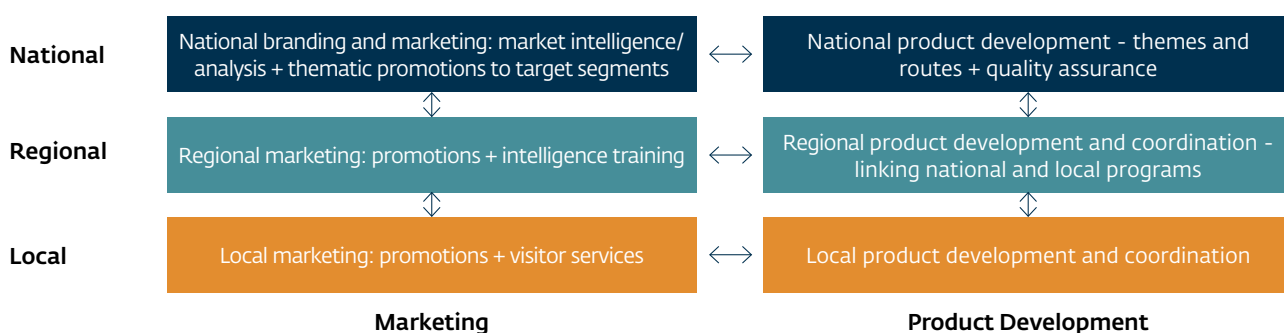 National
National branding and marketing: market intelligence/
analysis + thematic promotions to target segments
National product development - themes and
routes + quality assurance
Regional
Regional marketing: promotions + intelligence training
Regional product development and coordination -
linking national and local programs
Local
Local marketing: promotions + visitor services
Local product development and coordination
Marketing
Product Development